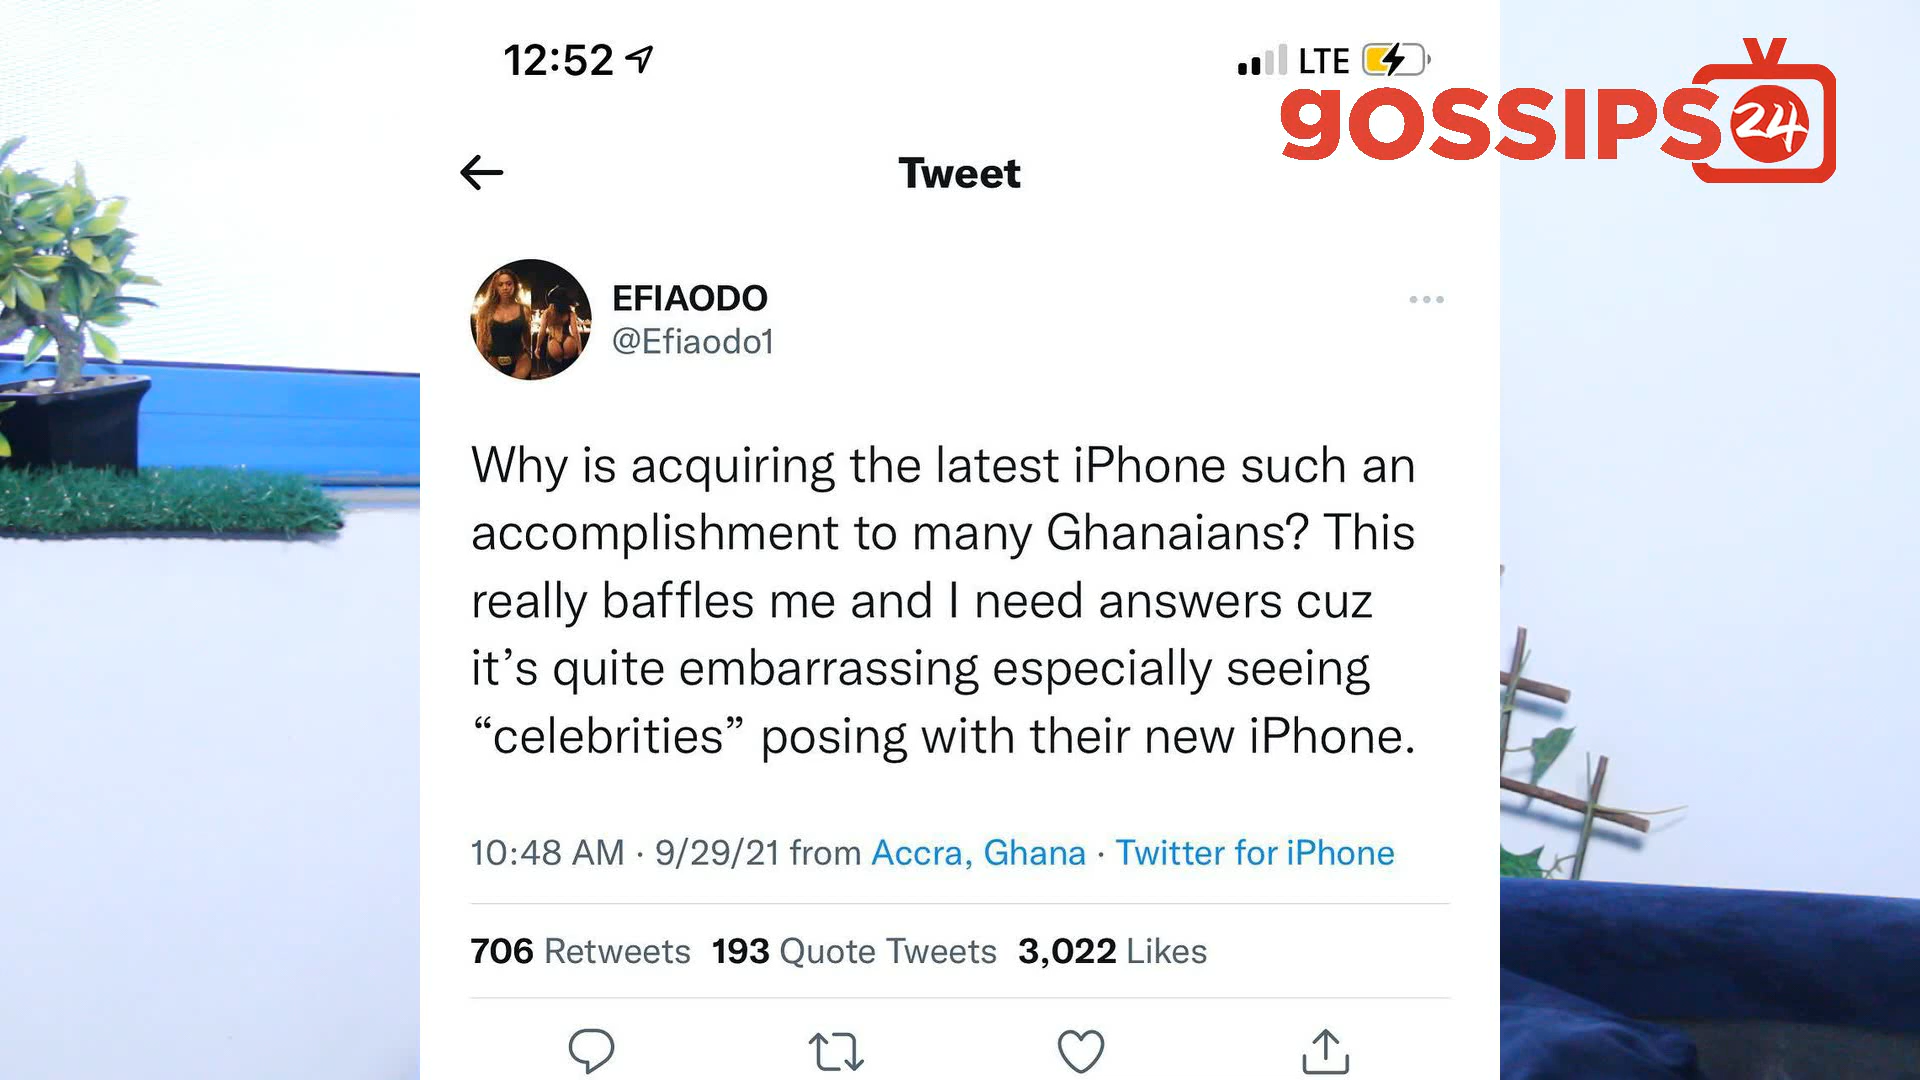 12:52 LTE
gOSSIPS 24
Tweet
EFIAODO
@Efiaodo1
Why is acquiring the latest iPhone such an
accomplishment to many Ghanaians? This
really baffles me and I need answers cuz
it’s quite embarrassing especially seeing
“celebrities” posing with their new iPhone.
10:48 AM · 9/29/21 from Accra, Ghana · Twitter for iPhone
706 Retweets 193 Quote Tweets 3,022 Likes